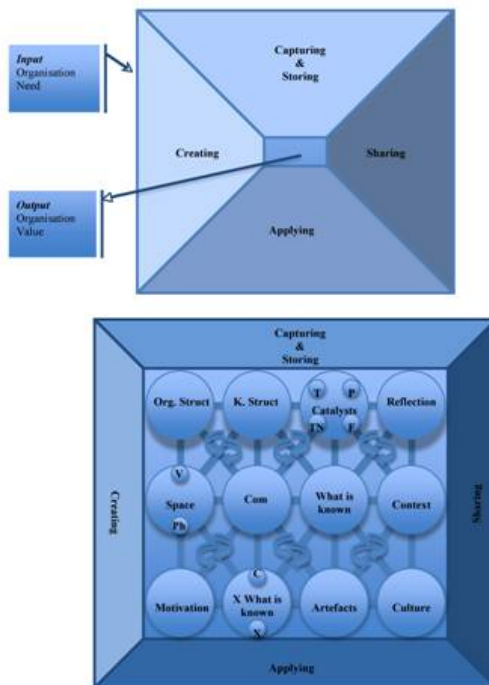 Input
Organisation
Need
Capturing
&
Storing
Creating
Sharing
Output
Organisation
Value
Applying
Capturing
&
Storing
Creating
Sharing
Org. Struct
K. Struct
T
P
Catalysts
TN
F
Reflection
V
Space
Ph
Com
What is
known
Context
Motivation
C
X What is
known
X
Artefacts
Culture
Applying